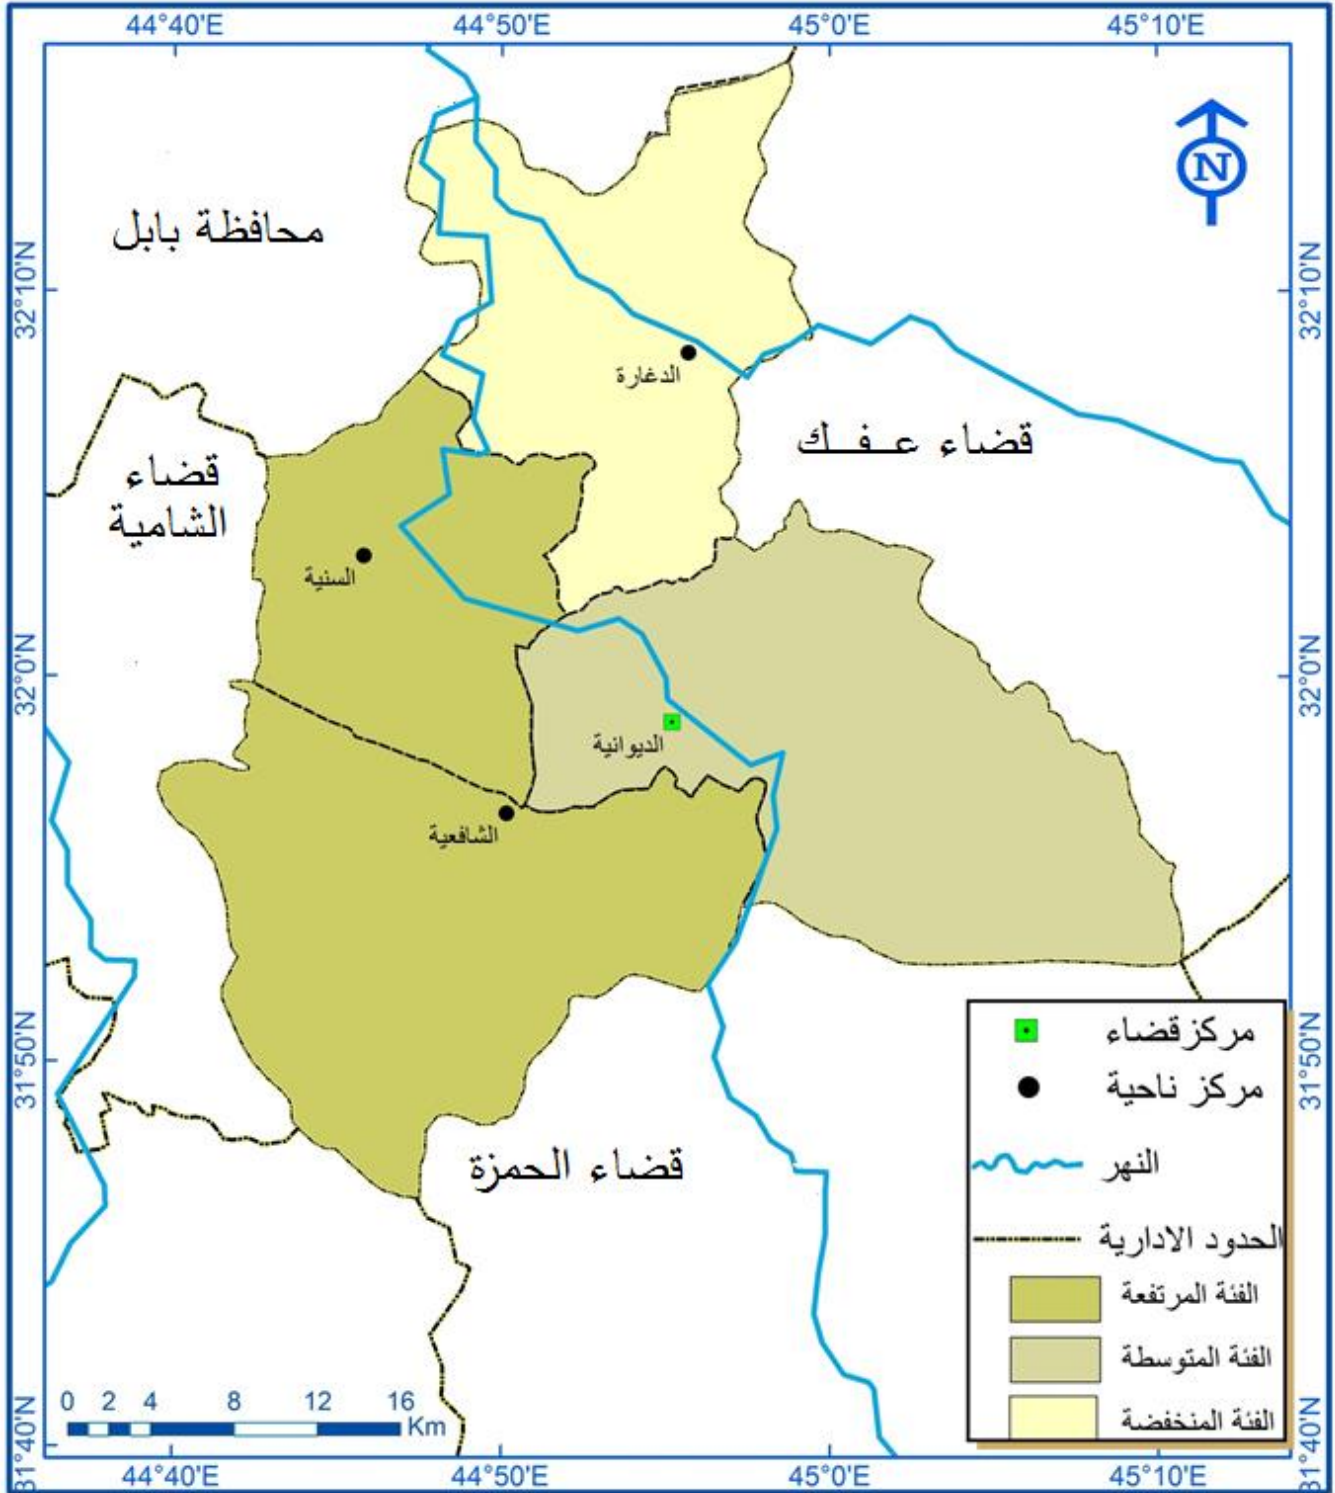 44°40'E
44°50'E
45°0'E
45°10'E
N
محافظة بابل
32°10'N
32°10'N
الدغارة
قضاء عـــفـــك
قضاء
الشامية
السنية
32°0'N
32°0'N
الديوانية
الشافعية
31°50'N
31°50'N
قضاء الحمزة
مركزقضاء
مركز ناحية
النهر
الحدود الادارية
الفئة المرتفعة
الفئة المتوسطة
الفئة المنخفضة
0 2 4 8 12 16
Km
31°40'N
31°40'N
44°40'E
44°50'E
45°0'E
45°10'E